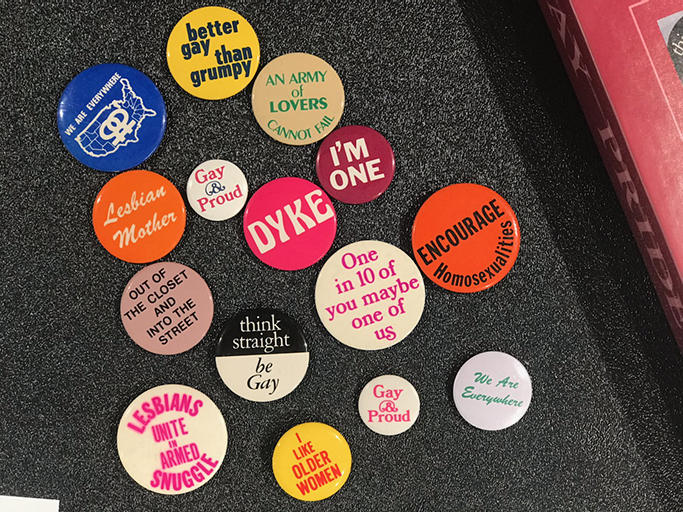 better
gay than
grumpy
WE ARE EVERYWHERE
AN ARMY
of
LOVERS
CANNOT FAIL
I'M
ONE
Gay
&
Proud
Lesbian
Mother
DYKE
ENCOURAGE
Homosexualities
One
in 10 of
you maybe
one of
us
OUT OF
THE CLOSET
AND
INTO THE
STREET
think
straight
be
Gay
We Are
Everywhere
Gay
&
Proud
LESBIANS
UNITE
IN
ARMED
SNUGGLE
I
LIKE
OLDER
WOMEN
AY PRIDE